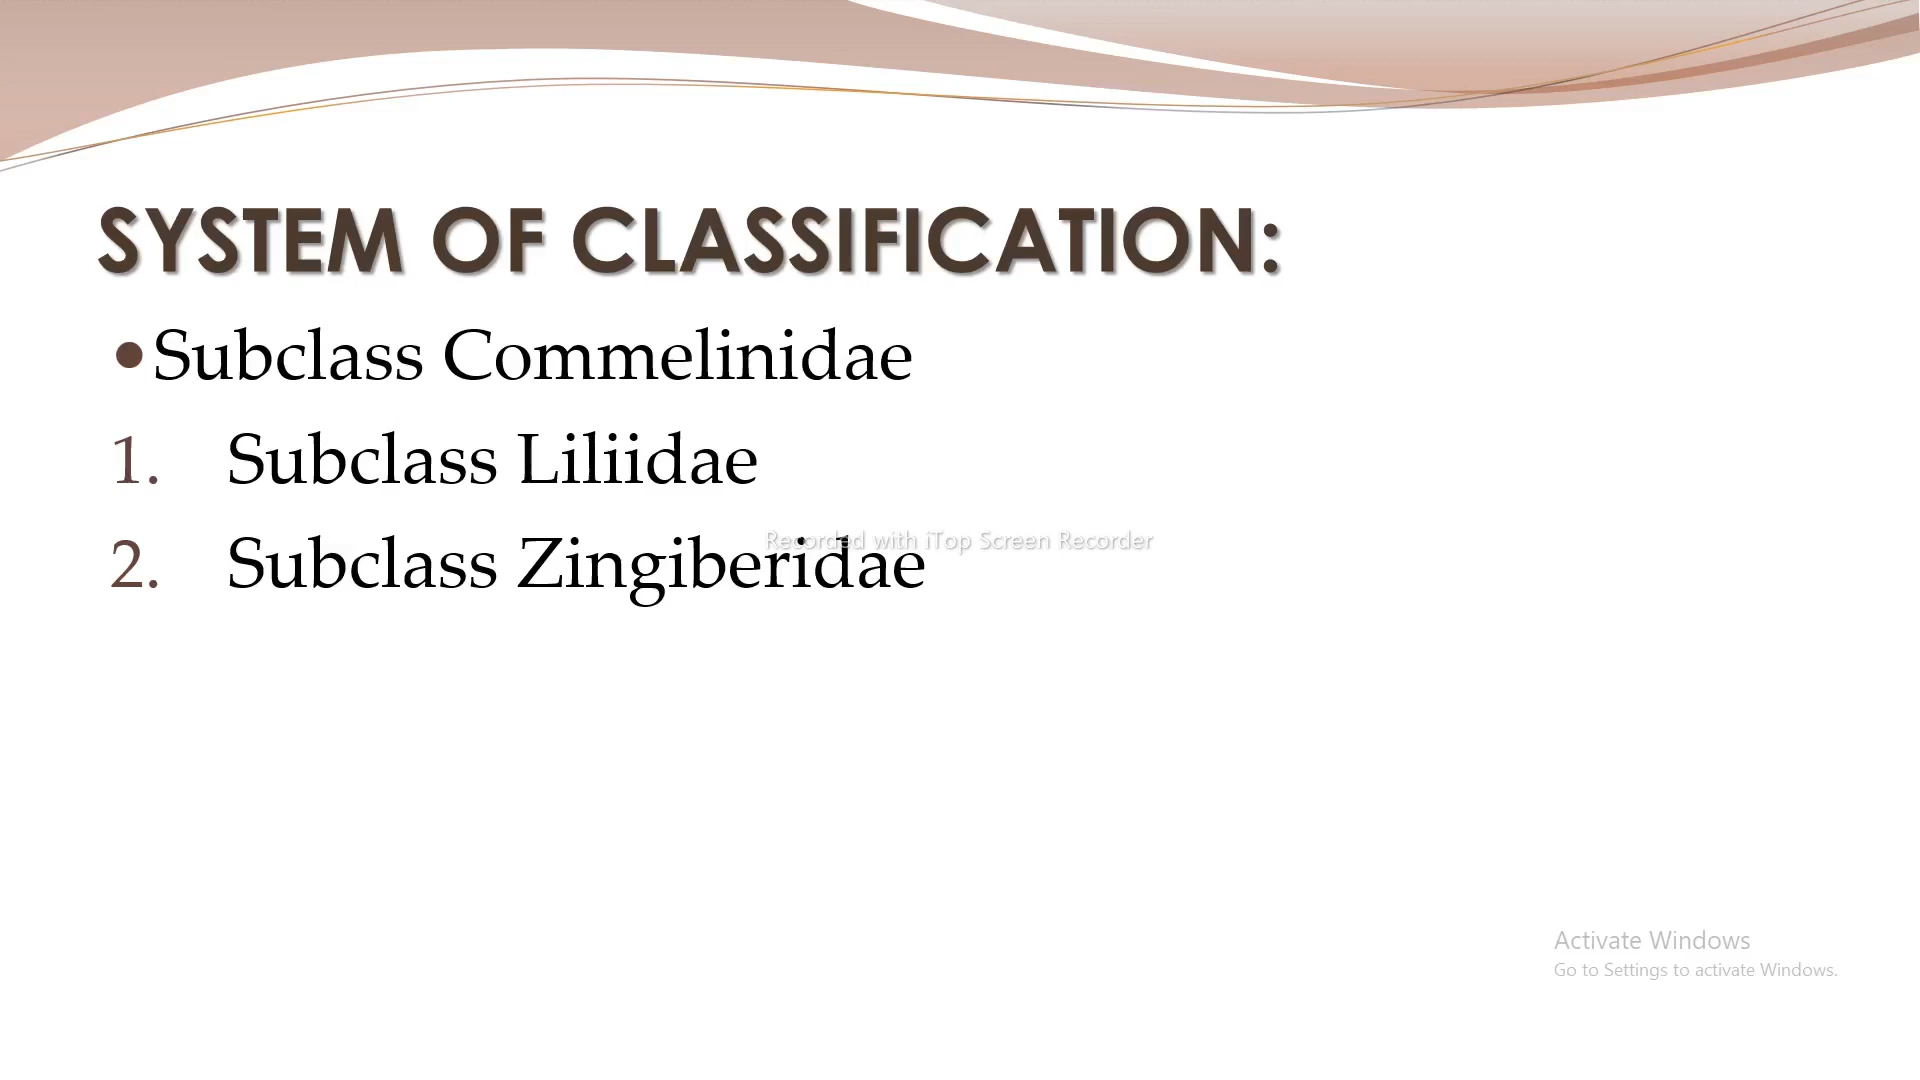 SYSTEM OF CLASSIFICATION:
•Subclass Commelinidae
1. Subclass Liliidae
Recorded with iTop Screen Recorder
2. Subclass Zingiberidae
Activate Windows
Go to Settings to activate Windows.